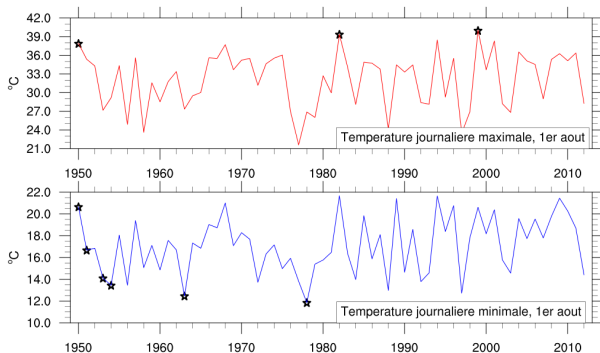 42.0
39.0
36.0
33.0
30.0
27.0
24.0
21.0
°C
Temperature journaliere maximale, 1er aout
1950 1960 1970 1980 1990 2000 2010
22.0
20.0
18.0
16.0
14.0
12.0
10.0
°C
Temperature journaliere minimale, 1er aout
1950 1960 1970 1980 1990 2000 2010